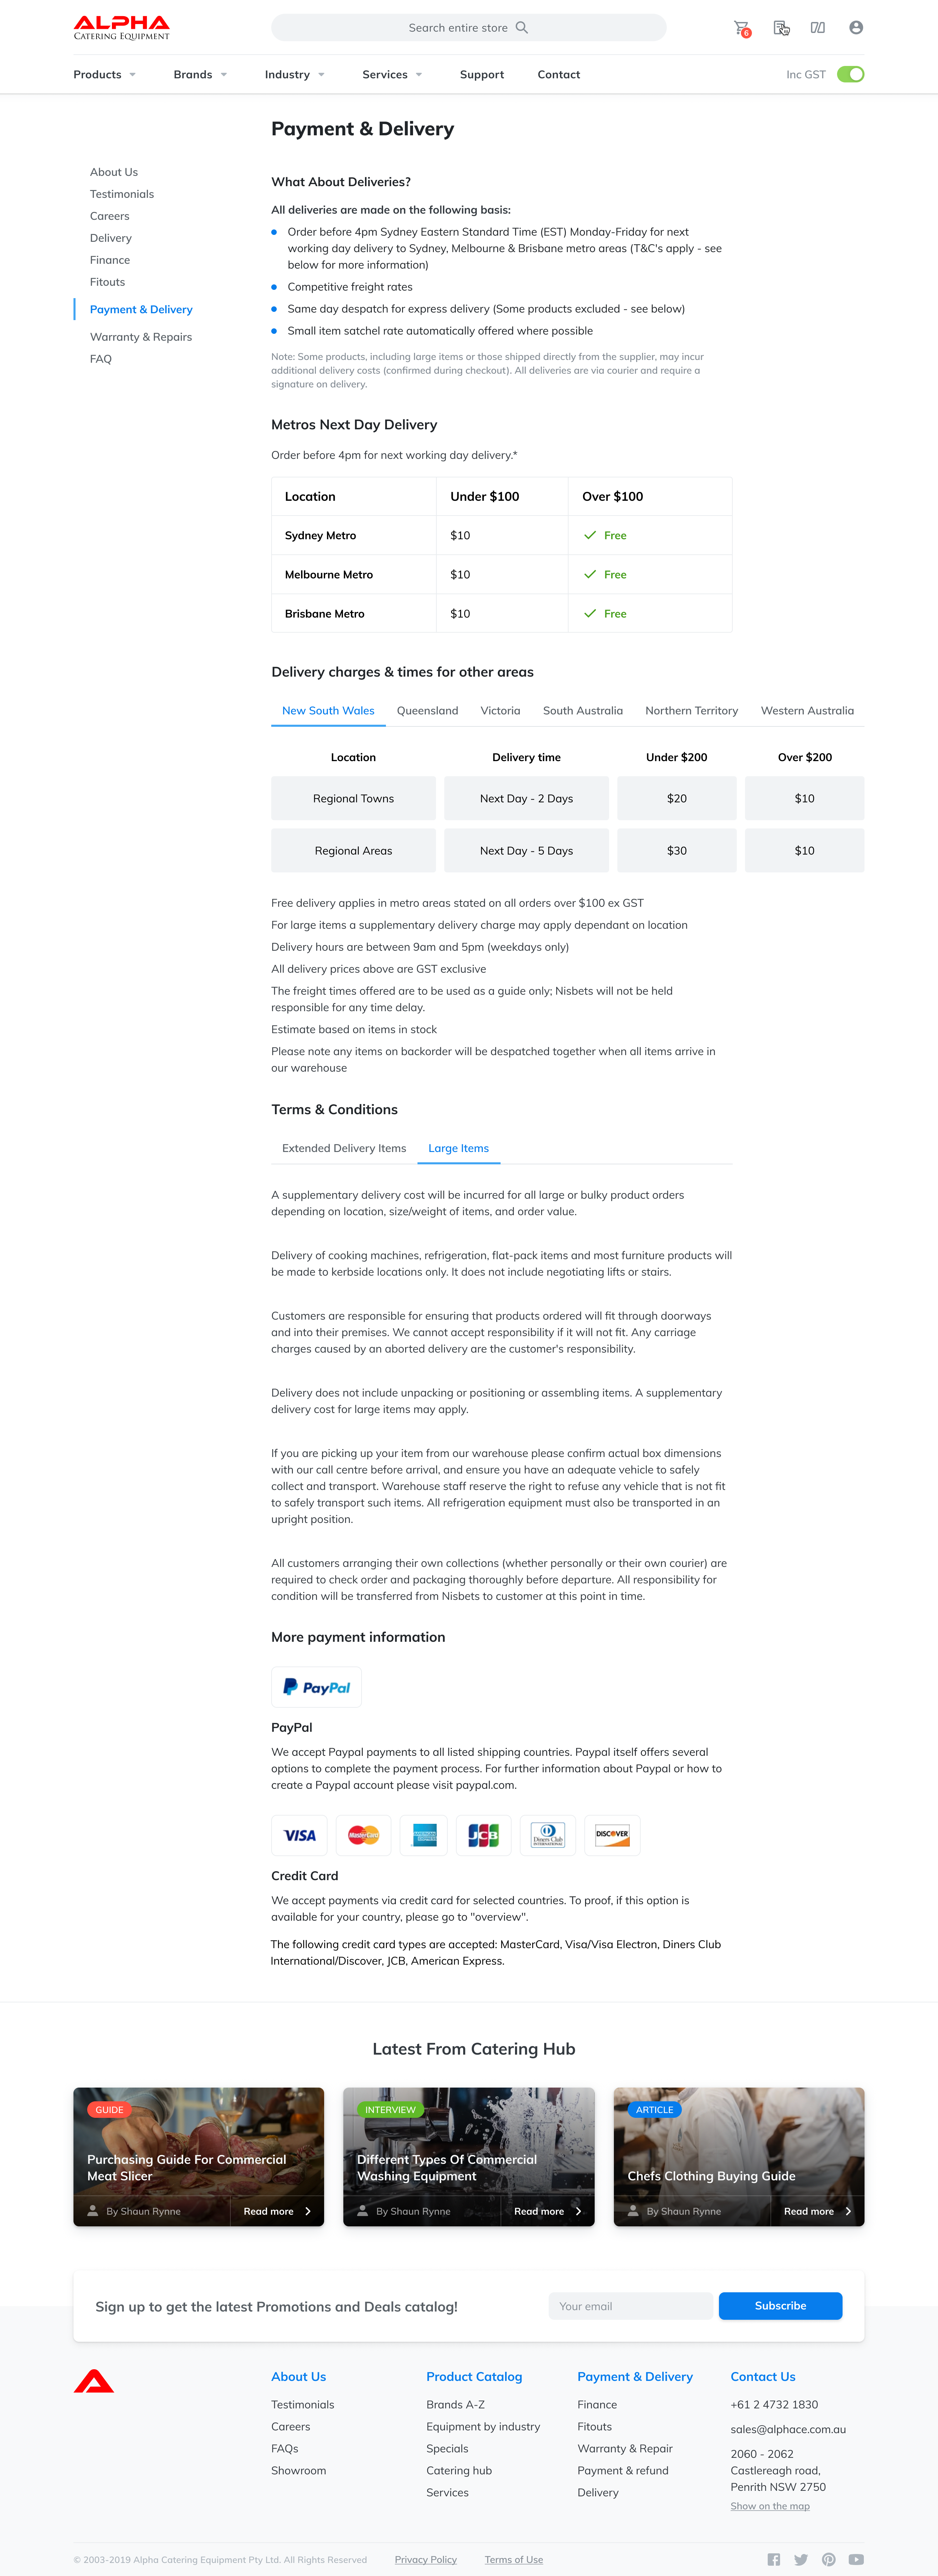 ALPHA
CATERING EQUIPMENT
Search entire store
6
Products
Brands
Industry
Services
Support
Contact
Inc GST
Payment & Delivery
About Us
Testimonials
Careers
Delivery
Finance
Fitouts
Payment & Delivery
Warranty & Repairs
FAQ
What About Deliveries?
All deliveries are made on the following basis:
Order before 4pm Sydney Eastern Standard Time (EST) Monday-Friday for next
working day delivery to Sydney, Melbourne & Brisbane metro areas (T&C's apply - see
below for more information)
Competitive freight rates
Same day despatch for express delivery (Some products excluded - see below)
Small item satchel rate automatically offered where possible
Note: Some products, including large items or those shipped directly from the supplier, may incur
additional delivery costs (confirmed during checkout). All deliveries are via courier and require a
signature on delivery.
Metros Next Day Delivery
Order before 4pm for next working day delivery.*
Location Under $100 Over $100
Sydney Metro $10 Free
Melbourne Metro $10 Free
Brisbane Metro $10 Free
Delivery charges & times for other areas
New South Wales Queensland Victoria South Australia Northern Territory Western Australia
Location Delivery time Under $200 Over $200
Regional Towns Next Day - 2 Days $20 $10
Regional Areas Next Day - 5 Days $30 $10
Free delivery applies in metro areas stated on all orders over $100 ex GST
For large items a supplementary delivery charge may apply dependant on location
Delivery hours are between 9am and 5pm (weekdays only)
All delivery prices above are GST exclusive
The freight times offered are to be used as a guide only; Nisbets will not be held
responsible for any time delay.
Estimate based on items in stock
Please note any items on backorder will be despatched together when all items arrive in
our warehouse
Terms & Conditions
Extended Delivery Items Large Items
A supplementary delivery cost will be incurred for all large or bulky product orders
depending on location, size/weight of items, and order value.
Delivery of cooking machines, refrigeration, flat-pack items and most furniture products will
be made to kerbside locations only. It does not include negotiating lifts or stairs.
Customers are responsible for ensuring that products ordered will fit through doorways
and into their premises. We cannot accept responsibility if it will not fit. Any carriage
charges caused by an aborted delivery are the customer's responsibility.
Delivery does not include unpacking or positioning or assembling items. A supplementary
delivery cost for large items may apply.
If you are picking up your item from our warehouse please confirm actual box dimensions
with our call centre before arrival, and ensure you have an adequate vehicle to safely
collect and transport. Warehouse staff reserve the right to refuse any vehicle that is not fit
to safely transport such items. All refrigeration equipment must also be transported in an
upright position.
All customers arranging their own collections (whether personally or their own courier) are
required to check order and packaging thoroughly before departure. All responsibility for
condition will be transferred from Nisbets to customer at this point in time.
More payment information
PayPal
PayPal
We accept Paypal payments to all listed shipping countries. Paypal itself offers several
options to complete the payment process. For further information about Paypal or how to
create a Paypal account please visit paypal.com.
VISA MasterCard AMERICAN EXPRESS JCB Diners Club INTERNATIONAL DISCOVER
Credit Card
We accept payments via credit card for selected countries. To proof, if this option is
available for your country, please go to "overview".
The following credit card types are accepted: MasterCard, Visa/Visa Electron, Diners Club
International/Discover, JCB, American Express.
Latest From Catering Hub
GUIDE
Purchasing Guide For Commercial
Meat Slicer
By Shaun Rynne Read more
INTERVIEW
Different Types Of Commercial
Washing Equipment
By Shaun Rynne Read more
ARTICLE
Chefs Clothing Buying Guide
By Shaun Rynne Read more
Sign up to get the latest Promotions and Deals catalog!
Your email
Subscribe
About Us
Testimonials
Careers
FAQs
Showroom
Product Catalog
Brands A-Z
Equipment by industry
Specials
Catering hub
Services
Payment & Delivery
Finance
Fitouts
Warranty & Repair
Payment & refund
Delivery
Contact Us
+61 2 4732 1830
sales@alphace.com.au
2060 - 2062
Castlereagh road,
Penrith NSW 2750
Show on the map
© 2003-2019 Alpha Catering Equipment Pty Ltd. All Rights Reserved
Privacy Policy
Terms of Use